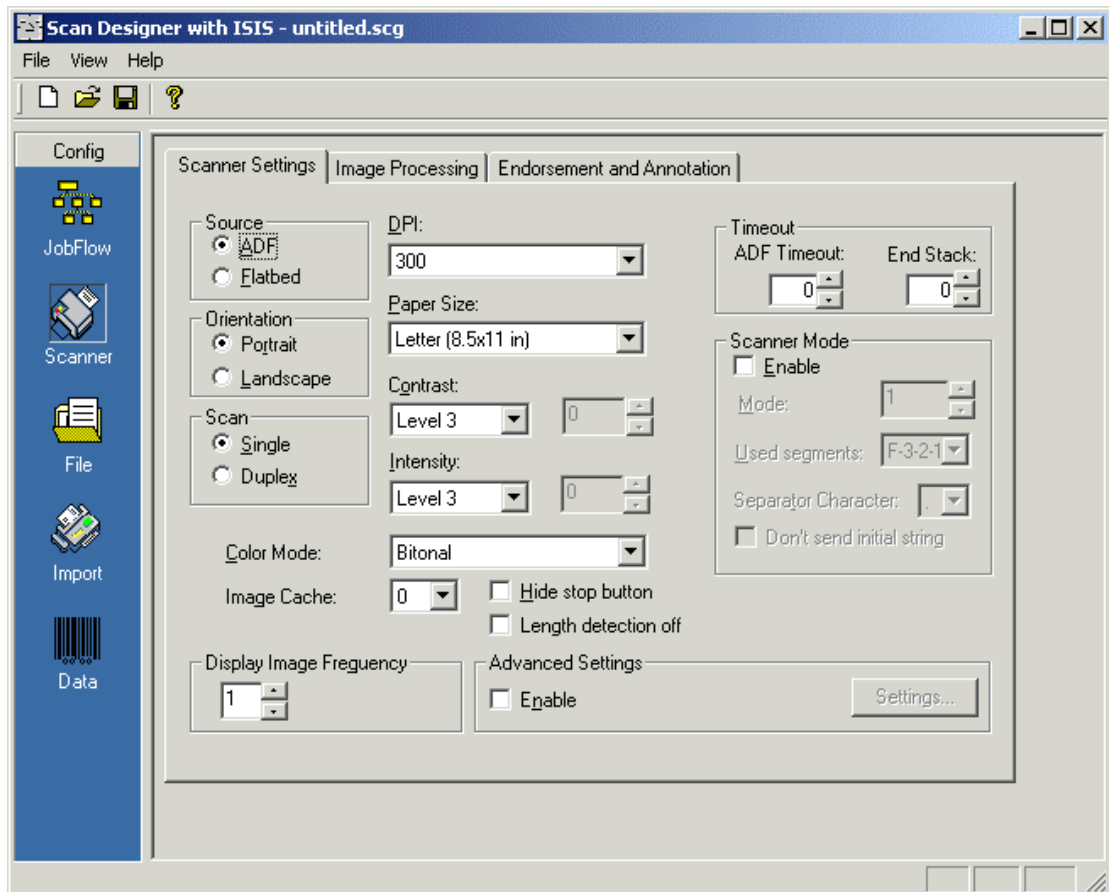 Scan Designer with ISIS - untitled.scg
File View Help
Config
JobFlow
Scanner
File
Import
Data
Scanner Settings
Image Processing
Endorsement and Annotation
Source
ADF
Flatbed
Orientation
Portrait
Landscape
Scan
Single
Duplex
DPI:
300
Paper Size:
Letter (8.5x11 in)
Contrast:
Level 3
0
Intensity:
Level 3
0
Color Mode:
Bitonal
Image Cache:
0
Hide stop button
Length detection off
Timeout
ADF Timeout:
0
End Stack:
0
Scanner Mode
Enable
Mode:
1
Used segments:
F-3-2-1
Separator Character:
.
Don't send initial string
Display Image Freguency
1
Advanced Settings
Enable
Settings...